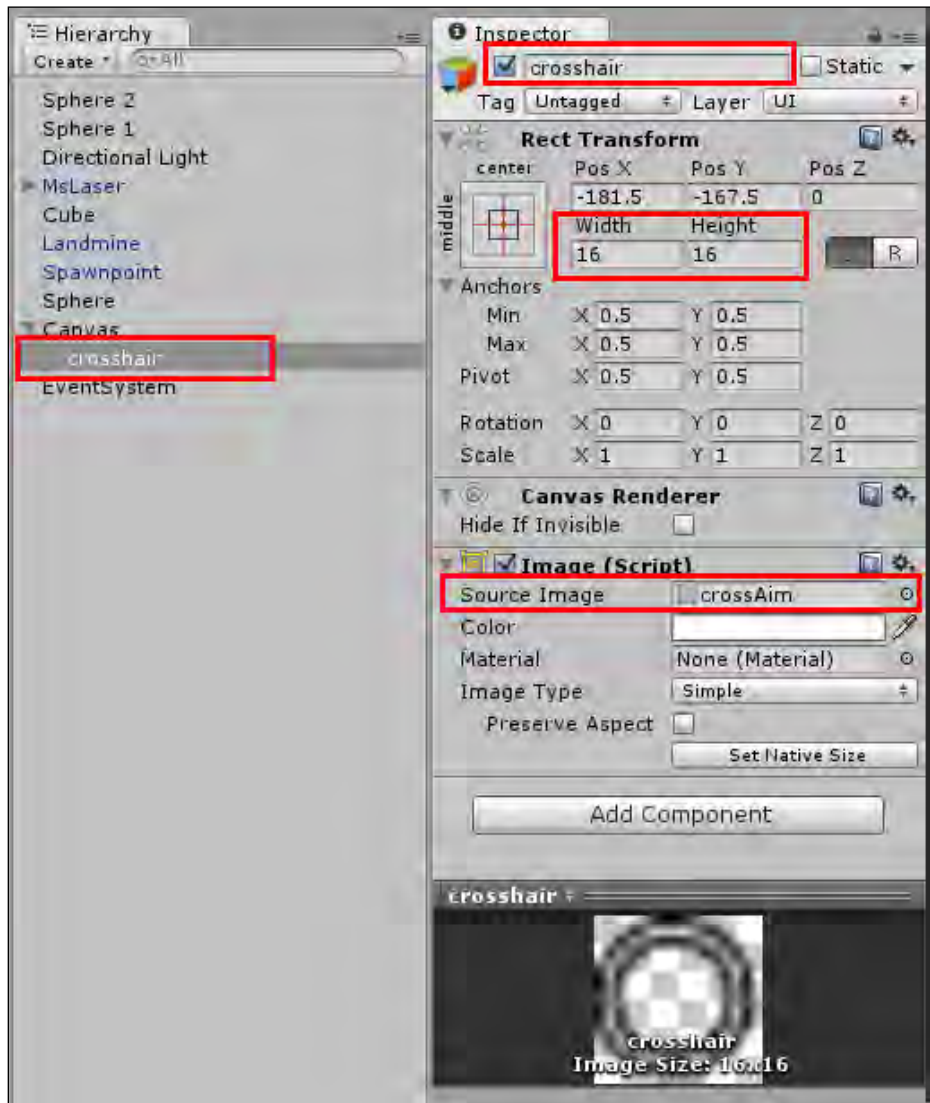 Hierarchy
Create
All
Sphere 2
Sphere 1
Directional Light
MsLaser
Cube
Landmine
Spawnpoint
Sphere
Canvas
crosshair
EventSystem
Inspector
crosshair
Static
Tag Untagged Layer UI
Rect Transform
center Pos X Pos Y Pos Z
middle
-181.5 -167.5 0
Width Height
16 16
R
Anchors
Min X 0.5 Y 0.5
Max X 0.5 Y 0.5
Pivot X 0.5 Y 0.5
Rotation X 0 Y 0 Z 0
Scale X 1 Y 1 Z 1
Canvas Renderer
Hide If Invisible
Image (Script)
Source Image crossAim
Color
Material None (Material)
Image Type Simple
Preserve Aspect
Set Native Size
Add Component
crosshair
crosshair
Image Size: 16x16